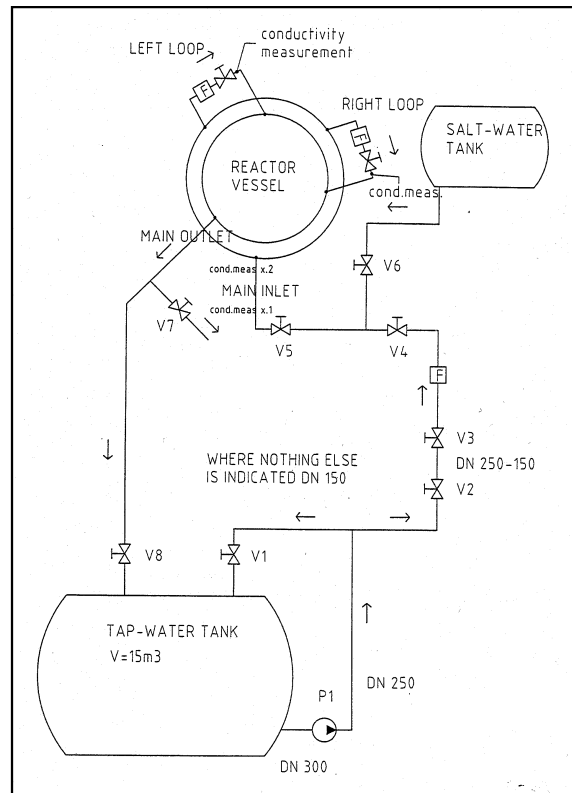 LEFT LOOP
conductivity
measurement
F
RIGHT LOOP
F
SALT-WATER
TANK
REACTOR
VESSEL
cond.meas.
MAIN OUTLET
cond.meas x.2
V6
MAIN INLET
cond.meas x.1
V7
V5
V4
F
V3
WHERE NOTHING ELSE
IS INDICATED DN 150
DN 250-150
V2
V8
V1
TAP-WATER TANK
V=15m3
DN 250
P1
DN 300